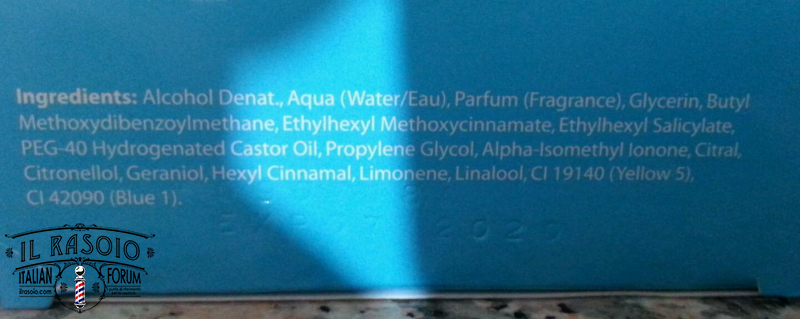 Ingredients: Alcohol Denat., Aqua (Water/Eau), Parfum (Fragrance), Glycerin, Butyl
Methoxydibenzoylmethane, Ethylhexyl Methoxycinnamate, Ethylhexyl Salicylate,
PEG-40 Hydrogenated Castor Oil, Propylene Glycol, Alpha-Isomethyl Ionone, Citral,
Citronellol, Geraniol, Hexyl Cinnamal, Limonene, Linalool, CI 19140 (Yellow 5),
CI 42090 (Blue 1).
2020
IL RASOIO
ITALIAN FORUM
ilrasoio.com